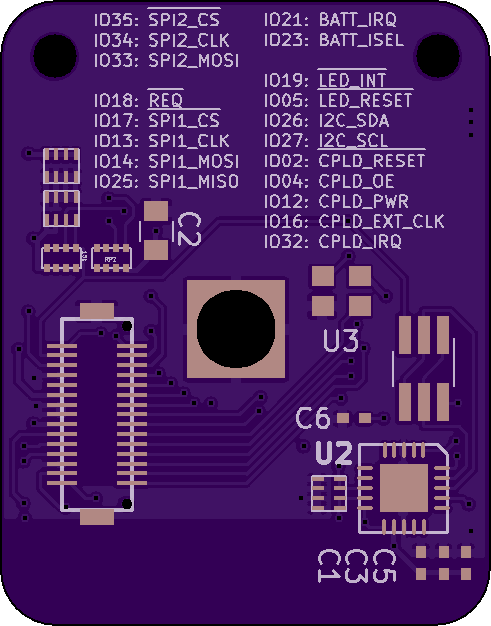 IO35: SPI2_CS
IO34: SPI2_CLK
IO33: SPI2_MOSI
IO18: REQ
IO17: SPI1_CS
IO13: SPI1_CLK
IO14: SPI1_MOSI
IO25: SPI1_MISO
IO21: BATT_IRQ
IO23: BATT_ISEL
IO19: LED_INT
IO05: LED_RESET
IO26: I2C_SDA
IO27: I2C_SCL
IO02: CPLD_RESET
IO04: CPLD_OE
IO12: CPLD_PWR
IO16: CPLD_EXT_CLK
IO32: CPLD_IRQ
C2
RP2
U3
C6
U2
C1
C3
C5